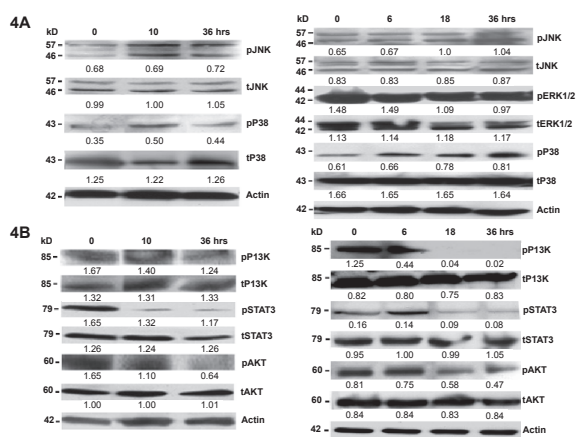 4A
kD 0 10 36 hrs
57 46 pJNK
0.68 0.69 0.72
57 46 tJNK
0.99 1.00 1.05
43 pP38
0.35 0.50 0.44
43 tP38
1.25 1.22 1.26
42 Actin
kD 0 6 18 36 hrs
57 46 pJNK
0.65 0.67 1.0 1.04
57 46 tJNK
0.83 0.83 0.85 0.87
44 42 pERK1/2
1.48 1.49 1.09 0.97
44 42 tERK1/2
1.13 1.14 1.18 1.17
43 pP38
0.61 0.66 0.78 0.81
43 tP38
1.66 1.65 1.65 1.64
42 Actin
4B
kD 0 10 36 hrs
85 pP13K
1.67 1.40 1.24
85 tP13K
1.32 1.31 1.33
79 pSTAT3
1.65 1.32 1.17
79 tSTAT3
1.26 1.24 1.26
60 pAKT
1.65 1.10 0.64
60 tAKT
1.00 1.00 1.01
42 Actin
kD 0 6 18 36 hrs
85 pP13K
1.25 0.44 0.04 0.02
85 tP13K
0.82 0.80 0.75 0.83
79 pSTAT3
0.16 0.14 0.09 0.08
79 tSTAT3
0.95 1.00 0.99 1.05
60 pAKT
0.81 0.75 0.58 0.47
60 tAKT
0.84 0.84 0.83 0.84
42 Actin